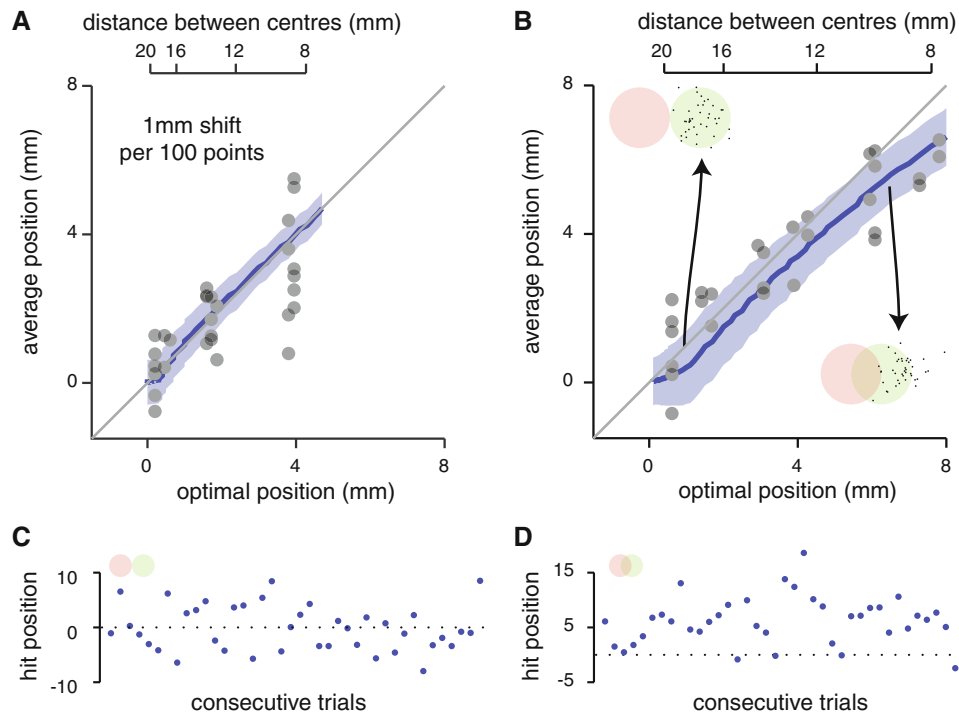 A
distance between centres (mm)
20 16 12 8
8
4
0
average position (mm)
1mm shift
per 100 points
0 4 8
optimal position (mm)
B
distance between centres (mm)
20 16 12 8
8
4
0
average position (mm)
0 4 8
optimal position (mm)
C
10
0
-10
hit position
consecutive trials
D
15
5
-5
hit position
consecutive trials